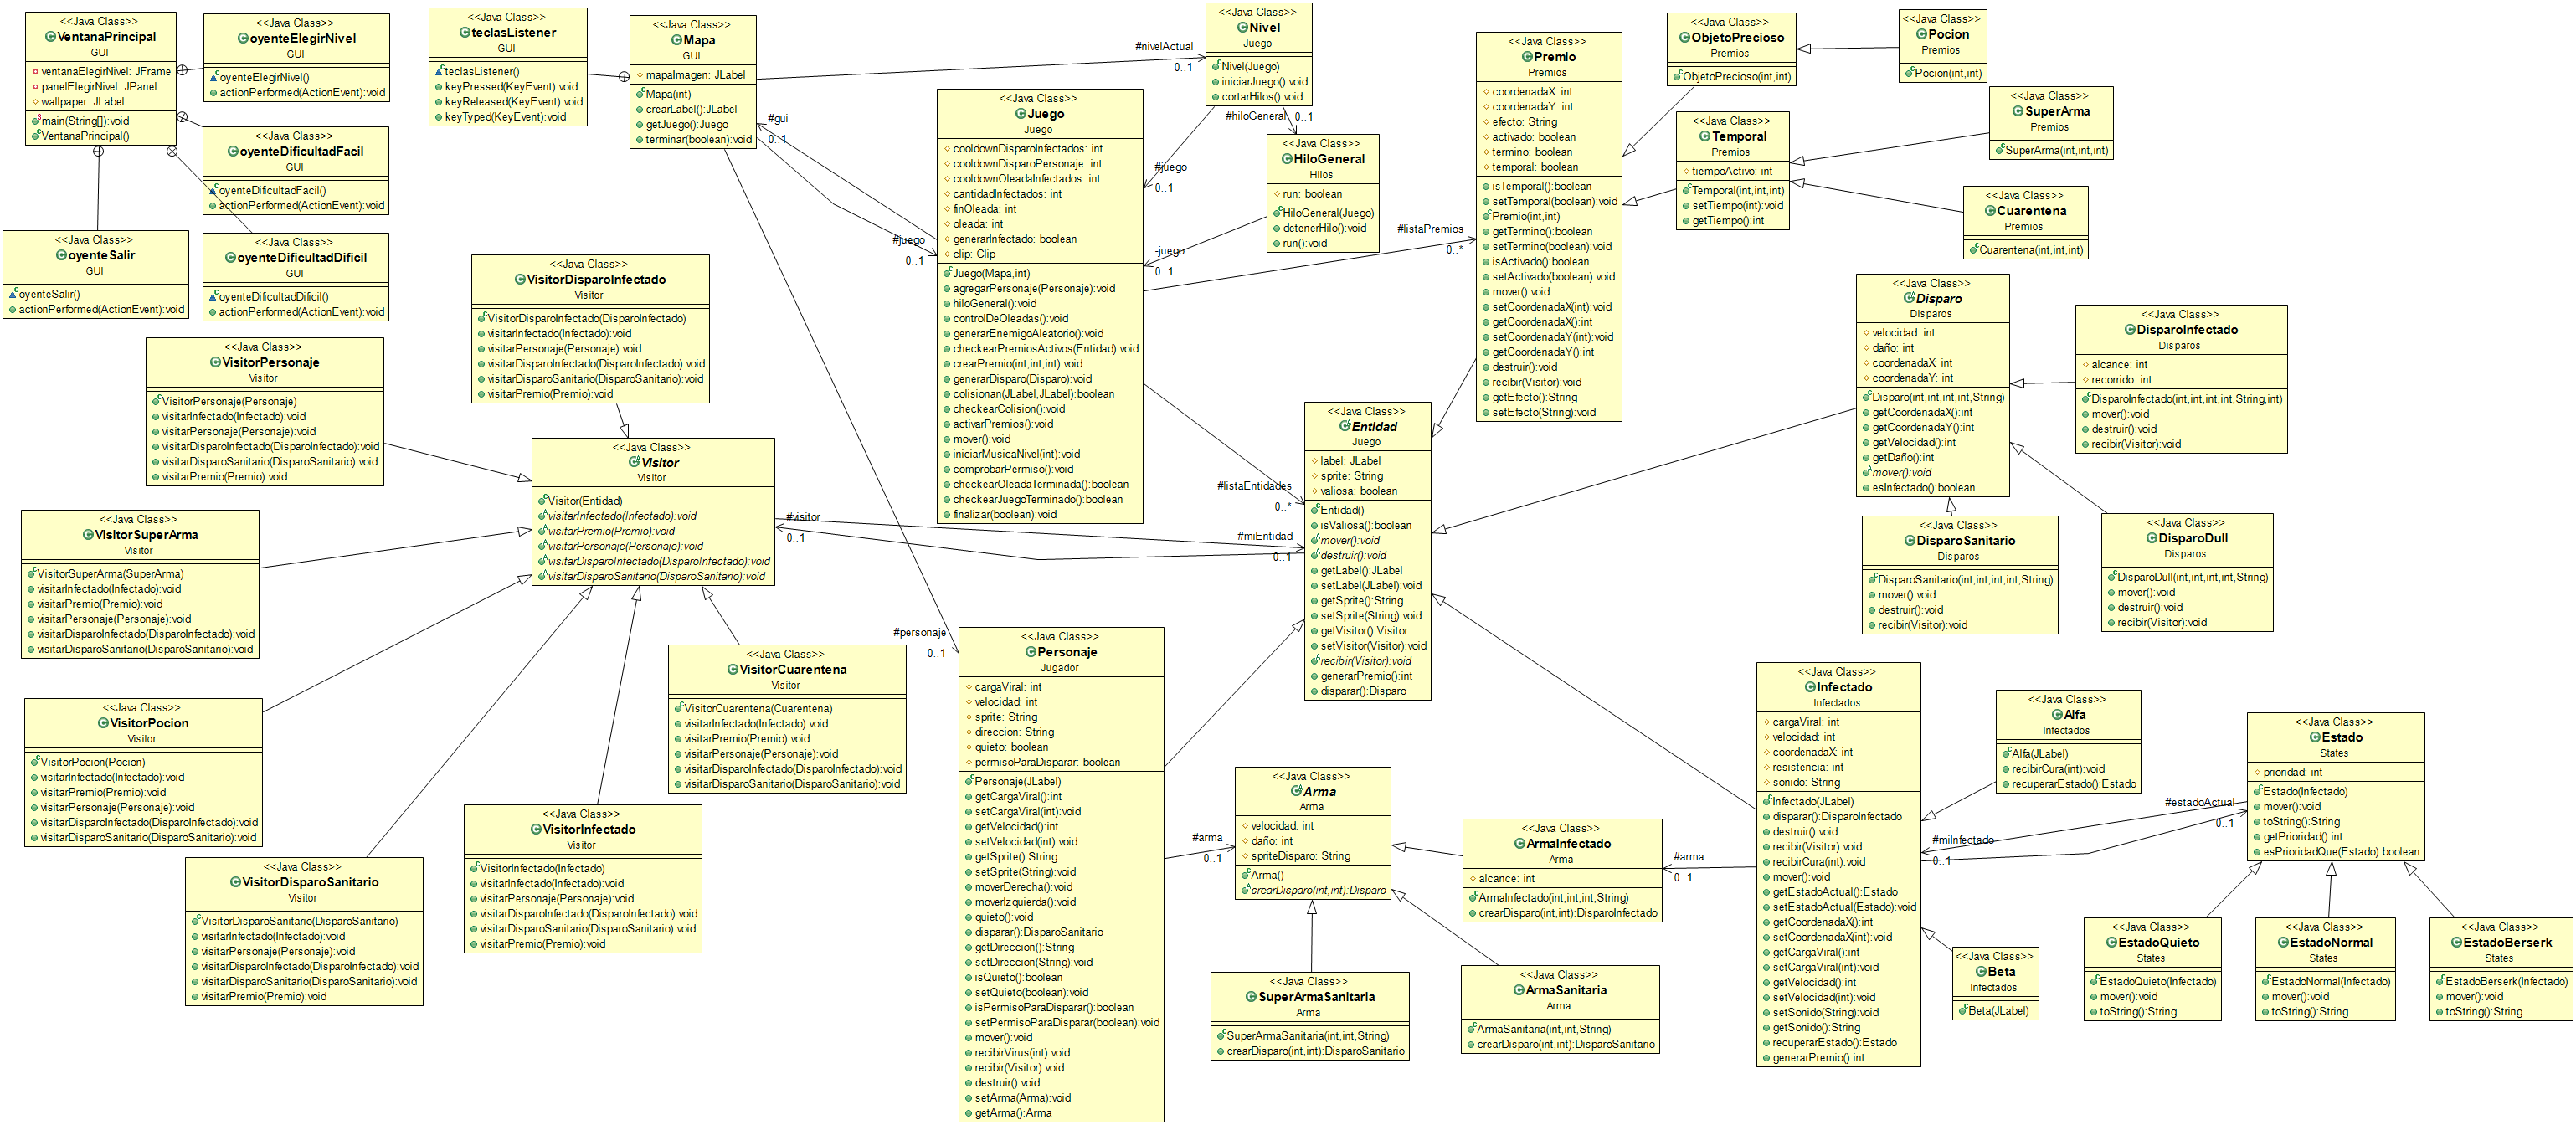 <<Java Class>>
VentanaPrincipal
GUI
ventanaElegirNivel: JFrame
panelElegirNivel: JPanel
wallpaper: JLabel
main(String[]):void
VentanaPrincipal()
<<Java Class>>
oyenteElegirNivel
GUI
oyenteElegirNivel()
actionPerformed(ActionEvent):void
<<Java Class>>
oyenteDificultadFacil
GUI
oyenteDificultadFacil()
actionPerformed(ActionEvent):void
<<Java Class>>
oyenteSalir
GUI
oyenteSalir()
actionPerformed(ActionEvent):void
<<Java Class>>
oyenteDificultadDificil
GUI
oyenteDificultadDificil()
actionPerformed(ActionEvent):void
<<Java Class>>
teclasListener
GUI
teclasListener()
keyPressed(KeyEvent):void
keyReleased(KeyEvent):void
keyTyped(KeyEvent):void
<<Java Class>>
Mapa
GUI
mapaImagen: JLabel
Mapa(int)
crearLabel():JLabel
getJuego():Juego
terminar(boolean):void
#nivelActual
0..1
#gui
0..1
#juego
0..1
<<Java Class>>
Nivel
Juego
Nivel(Juego)
iniciarJuego():void
cortarHilos():void
#hiloGeneral
0..1
#juego
0..1
<<Java Class>>
HiloGeneral
Hilos
run: boolean
HiloGeneral(Juego)
detenerHilo():void
run():void
-juego
0..1
<<Java Class>>
Juego
Juego
cooldownDisparoInfectados: int
cooldownDisparoPersonaje: int
cooldownOleadaInfectados: int
cantidadInfectados: int
finOleada: int
oleada: int
generarInfectado: boolean
clip: Clip
Juego(Mapa,int)
agregarPersonaje(Personaje):void
hiloGeneral():void
controlDeOleadas():void
generarEnemigoAleatorio():void
checkearPremiosActivos(Entidad):void
crearPremio(int,int,int):void
generarDisparo(Disparo):void
colisionan(JLabel,JLabel):boolean
checkearColision():void
activarPremios():void
mover():void
iniciarMusicaNivel(int):void
comprobarPermiso():void
checkearOleadaTerminada():boolean
checkearJuegoTerminado():boolean
finalizar(boolean):void
#listaPremios
0..*
#listaEntidades
0..*
<<Java Class>>
Premio
Premios
coordenadaX: int
coordenadaY: int
efecto: String
activado: boolean
termino: boolean
temporal: boolean
isTemporal():boolean
setTemporal(boolean):void
Premio(int,int)
getTermino():boolean
setTermino(boolean):void
isActivado():boolean
setActivado(boolean):void
mover():void
setCoordenadaX(int):void
getCoordenadaX():int
setCoordenadaY(int):void
getCoordenadaY():int
destruir():void
recibir(Visitor):void
getEfecto():String
setEfecto(String):void
<<Java Class>>
ObjetoPrecioso
Premios
ObjetoPrecioso(int,int)
<<Java Class>>
Pocion
Premios
Pocion(int,int)
<<Java Class>>
Temporal
Premios
tiempoActivo: int
Temporal(int,int,int)
setTiempo(int):void
getTiempo():int
<<Java Class>>
SuperArma
Premios
SuperArma(int,int,int)
<<Java Class>>
Cuarentena
Premios
Cuarentena(int,int,int)
<<Java Class>>
Disparo
Disparos
velocidad: int
daño: int
coordenadaX: int
coordenadaY: int
Disparo(int,int,int,int,String)
getCoordenadaX():int
getCoordenadaY():int
getVelocidad():int
getDaño():int
mover():void
esInfectado():boolean
<<Java Class>>
DisparoInfectado
Disparos
alcance: int
recorrido: int
DisparoInfectado(int,int,int,int,String,int)
mover():void
destruir():void
recibir(Visitor):void
<<Java Class>>
DisparoSanitario
Disparos
DisparoSanitario(int,int,int,int,String)
mover():void
destruir():void
recibir(Visitor):void
<<Java Class>>
DisparoDull
Disparos
DisparoDull(int,int,int,int,String)
mover():void
destruir():void
recibir(Visitor):void
<<Java Class>>
VisitorDisparoInfectado
Visitor
VisitorDisparoInfectado(DisparoInfectado)
visitarInfectado(Infectado):void
visitarPersonaje(Personaje):void
visitarDisparoInfectado(DisparoInfectado):void
visitarDisparoSanitario(DisparoSanitario):void
visitarPremio(Premio):void
<<Java Class>>
VisitorPersonaje
Visitor
VisitorPersonaje(Personaje)
visitarInfectado(Infectado):void
visitarPersonaje(Personaje):void
visitarDisparoInfectado(DisparoInfectado):void
visitarDisparoSanitario(DisparoSanitario):void
visitarPremio(Premio):void
<<Java Class>>
Visitor
Visitor
Visitor(Entidad)
visitarInfectado(Infectado):void
visitarPremio(Premio):void
visitarPersonaje(Personaje):void
visitarDisparoInfectado(DisparoInfectado):void
visitarDisparoSanitario(DisparoSanitario):void
#visitor
0..1
#miEntidad
0..1
<<Java Class>>
Entidad
Juego
label: JLabel
sprite: String
valiosa: boolean
Entidad()
isValiosa():boolean
mover():void
destruir():void
getLabel():JLabel
setLabel(JLabel):void
getSprite():String
setSprite(String):void
getVisitor():Visitor
setVisitor(Visitor):void
recibir(Visitor):void
generarPremio():int
disparar():Disparo
<<Java Class>>
VisitorSuperArma
Visitor
VisitorSuperArma(SuperArma)
visitarInfectado(Infectado):void
visitarPremio(Premio):void
visitarPersonaje(Personaje):void
visitarDisparoInfectado(DisparoInfectado):void
visitarDisparoSanitario(DisparoSanitario):void
<<Java Class>>
VisitorPocion
Visitor
VisitorPocion(Pocion)
visitarInfectado(Infectado):void
visitarPremio(Premio):void
visitarPersonaje(Personaje):void
visitarDisparoInfectado(DisparoInfectado):void
visitarDisparoSanitario(DisparoSanitario):void
<<Java Class>>
VisitorCuarentena
Visitor
VisitorCuarentena(Cuarentena)
visitarInfectado(Infectado):void
visitarPremio(Premio):void
visitarPersonaje(Personaje):void
visitarDisparoInfectado(DisparoInfectado):void
visitarDisparoSanitario(DisparoSanitario):void
<<Java Class>>
VisitorDisparoSanitario
Visitor
VisitorDisparoSanitario(DisparoSanitario)
visitarInfectado(Infectado):void
visitarPersonaje(Personaje):void
visitarDisparoInfectado(DisparoInfectado):void
visitarDisparoSanitario(DisparoSanitario):void
visitarPremio(Premio):void
<<Java Class>>
VisitorInfectado
Visitor
VisitorInfectado(Infectado)
visitarInfectado(Infectado):void
visitarPersonaje(Personaje):void
visitarDisparoInfectado(DisparoInfectado):void
visitarDisparoSanitario(DisparoSanitario):void
visitarPremio(Premio):void
#personaje
0..1
<<Java Class>>
Personaje
Jugador
cargaViral: int
velocidad: int
sprite: String
direccion: String
quieto: boolean
permisoParaDisparar: boolean
Personaje(JLabel)
getCargaViral():int
setCargaViral(int):void
getVelocidad():int
setVelocidad(int):void
getSprite():String
setSprite(String):void
moverDerecha():void
moverIzquierda():void
quieto():void
disparar():DisparoSanitario
getDireccion():String
setDireccion(String):void
isQuieto():boolean
setQuieto(boolean):void
isPermisoParaDisparar():boolean
setPermisoParaDisparar(boolean):void
mover():void
recibirVirus(int):void
recibir(Visitor):void
destruir():void
setArma(Arma):void
getArma():Arma
#arma
0..1
<<Java Class>>
Arma
Arma
velocidad: int
daño: int
spriteDisparo: String
Arma()
crearDisparo(int,int):Disparo
<<Java Class>>
ArmaInfectado
Arma
alcance: int
ArmaInfectado(int,int,int,String)
crearDisparo(int,int):DisparoInfectado
#arma
0..1
<<Java Class>>
SuperArmaSanitaria
Arma
SuperArmaSanitaria(int,int,String)
crearDisparo(int,int):DisparoSanitario
<<Java Class>>
ArmaSanitaria
Arma
ArmaSanitaria(int,int,String)
crearDisparo(int,int):DisparoSanitario
<<Java Class>>
Infectado
Infectados
cargaViral: int
velocidad: int
coordenadaX: int
resistencia: int
sonido: String
Infectado(JLabel)
disparar():DisparoInfectado
destruir():void
recibir(Visitor):void
recibirCura(int):void
mover():void
getEstadoActual():Estado
setEstadoActual(Estado):void
getCoordenadaX():int
setCoordenadaX(int):void
getCargaViral():int
setCargaViral(int):void
getVelocidad():int
setVelocidad(int):void
setSonido(String):void
getSonido():String
recuperarEstado():Estado
generarPremio():int
<<Java Class>>
Alfa
Infectados
Alfa(JLabel)
recibirCura(int):void
recuperarEstado():Estado
<<Java Class>>
Beta
Infectados
Beta(JLabel)
#estadoActual
0..1
#miInfectado
0..1
<<Java Class>>
Estado
States
prioridad: int
Estado(Infectado)
mover():void
toString():String
getPrioridad():int
esPrioridadQue(Estado):boolean
<<Java Class>>
EstadoQuieto
States
EstadoQuieto(Infectado)
mover():void
toString():String
<<Java Class>>
EstadoNormal
States
EstadoNormal(Infectado)
mover():void
toString():String
<<Java Class>>
EstadoBerserk
States
EstadoBerserk(Infectado)
mover():void
toString():String